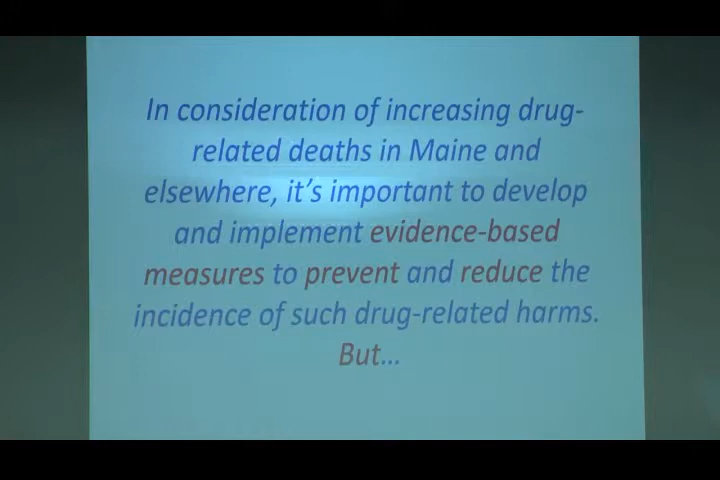 In consideration of increasing drug-
related deaths in Maine and
elsewhere, it's important to develop
and implement evidence-based
measures to prevent and reduce the
incidence of such drug-related harms.
But...